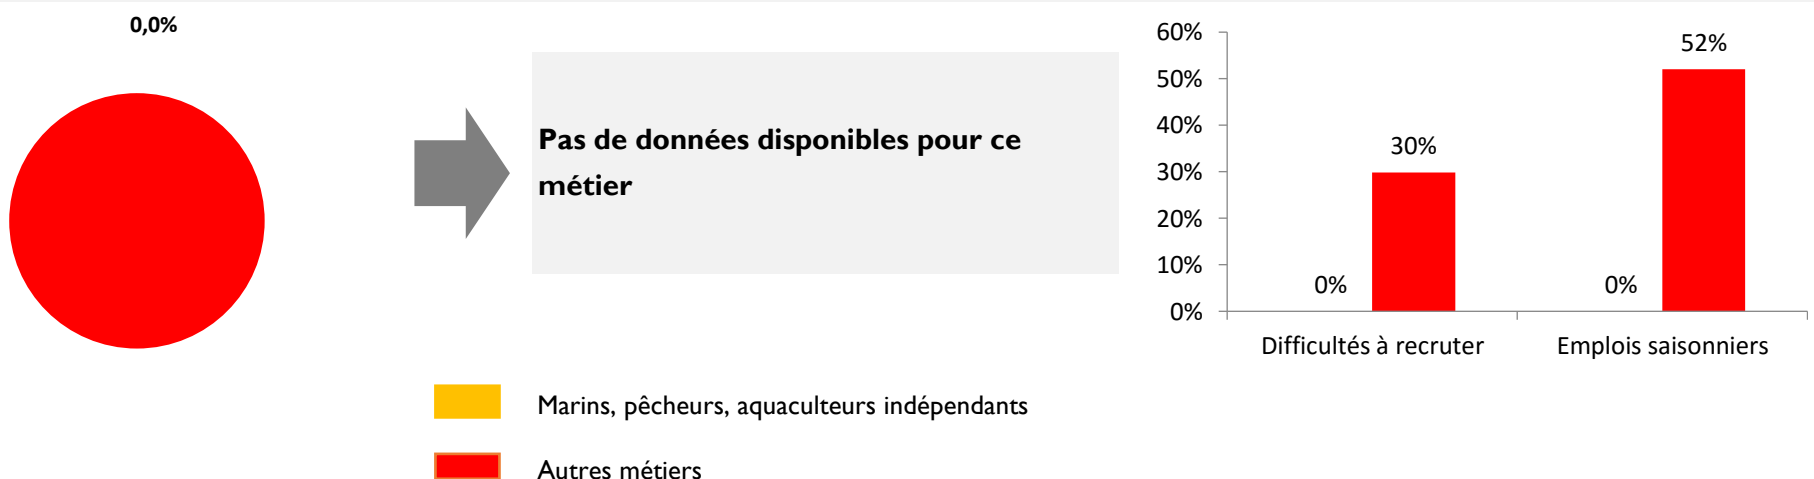 0,0%
Pas de données disponibles pour ce
métier
60%
50%
40%
30%
20%
10%
0%
0%
30%
0%
52%
Difficultés à recruter
Emplois saisonniers
Marins, pêcheurs, aquaculteurs indépendants
Autres métiers